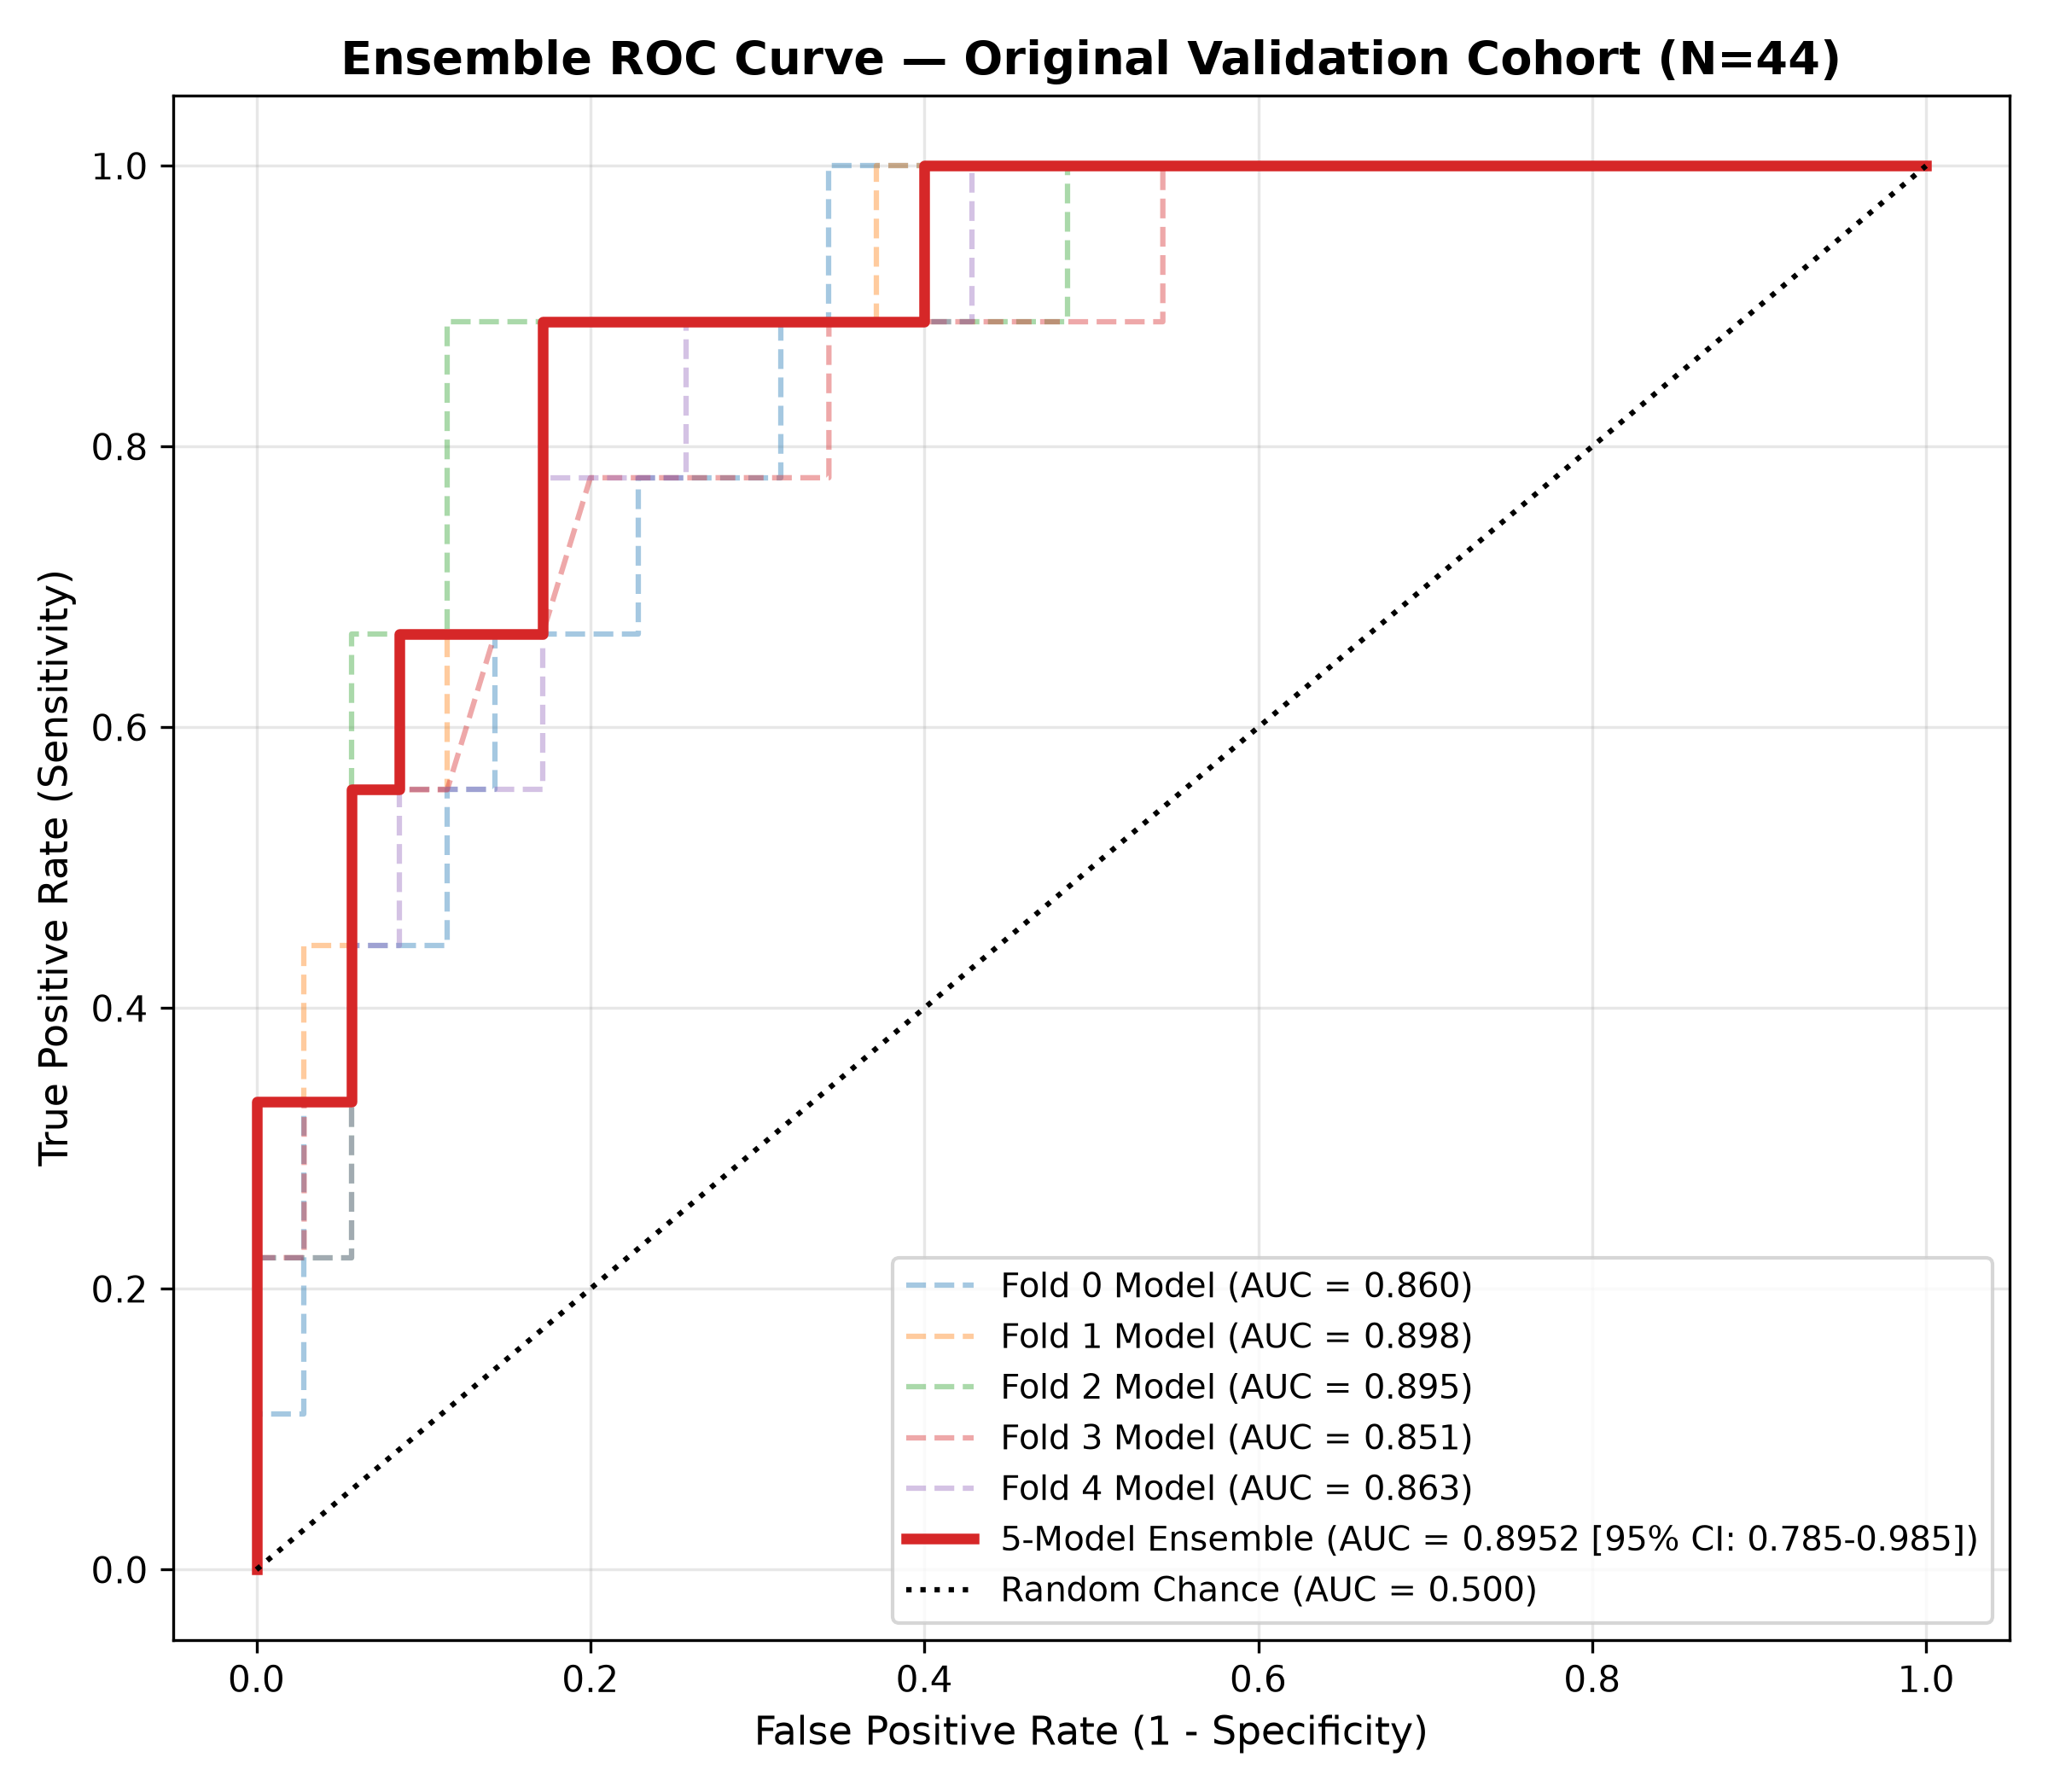 Ensemble ROC Curve — Original Validation Cohort (N=44)
True Positive Rate (Sensitivity)
1.0
0.8
0.6
0.4
0.2
0.0
Fold 0 Model (AUC = 0.860)
Fold 1 Model (AUC = 0.898)
Fold 2 Model (AUC = 0.895)
Fold 3 Model (AUC = 0.851)
Fold 4 Model (AUC = 0.863)
5-Model Ensemble (AUC = 0.8952 [95% CI: 0.785-0.985])
Random Chance (AUC = 0.500)
0.0 0.2 0.4 0.6 0.8 1.0
False Positive Rate (1 - Specificity)